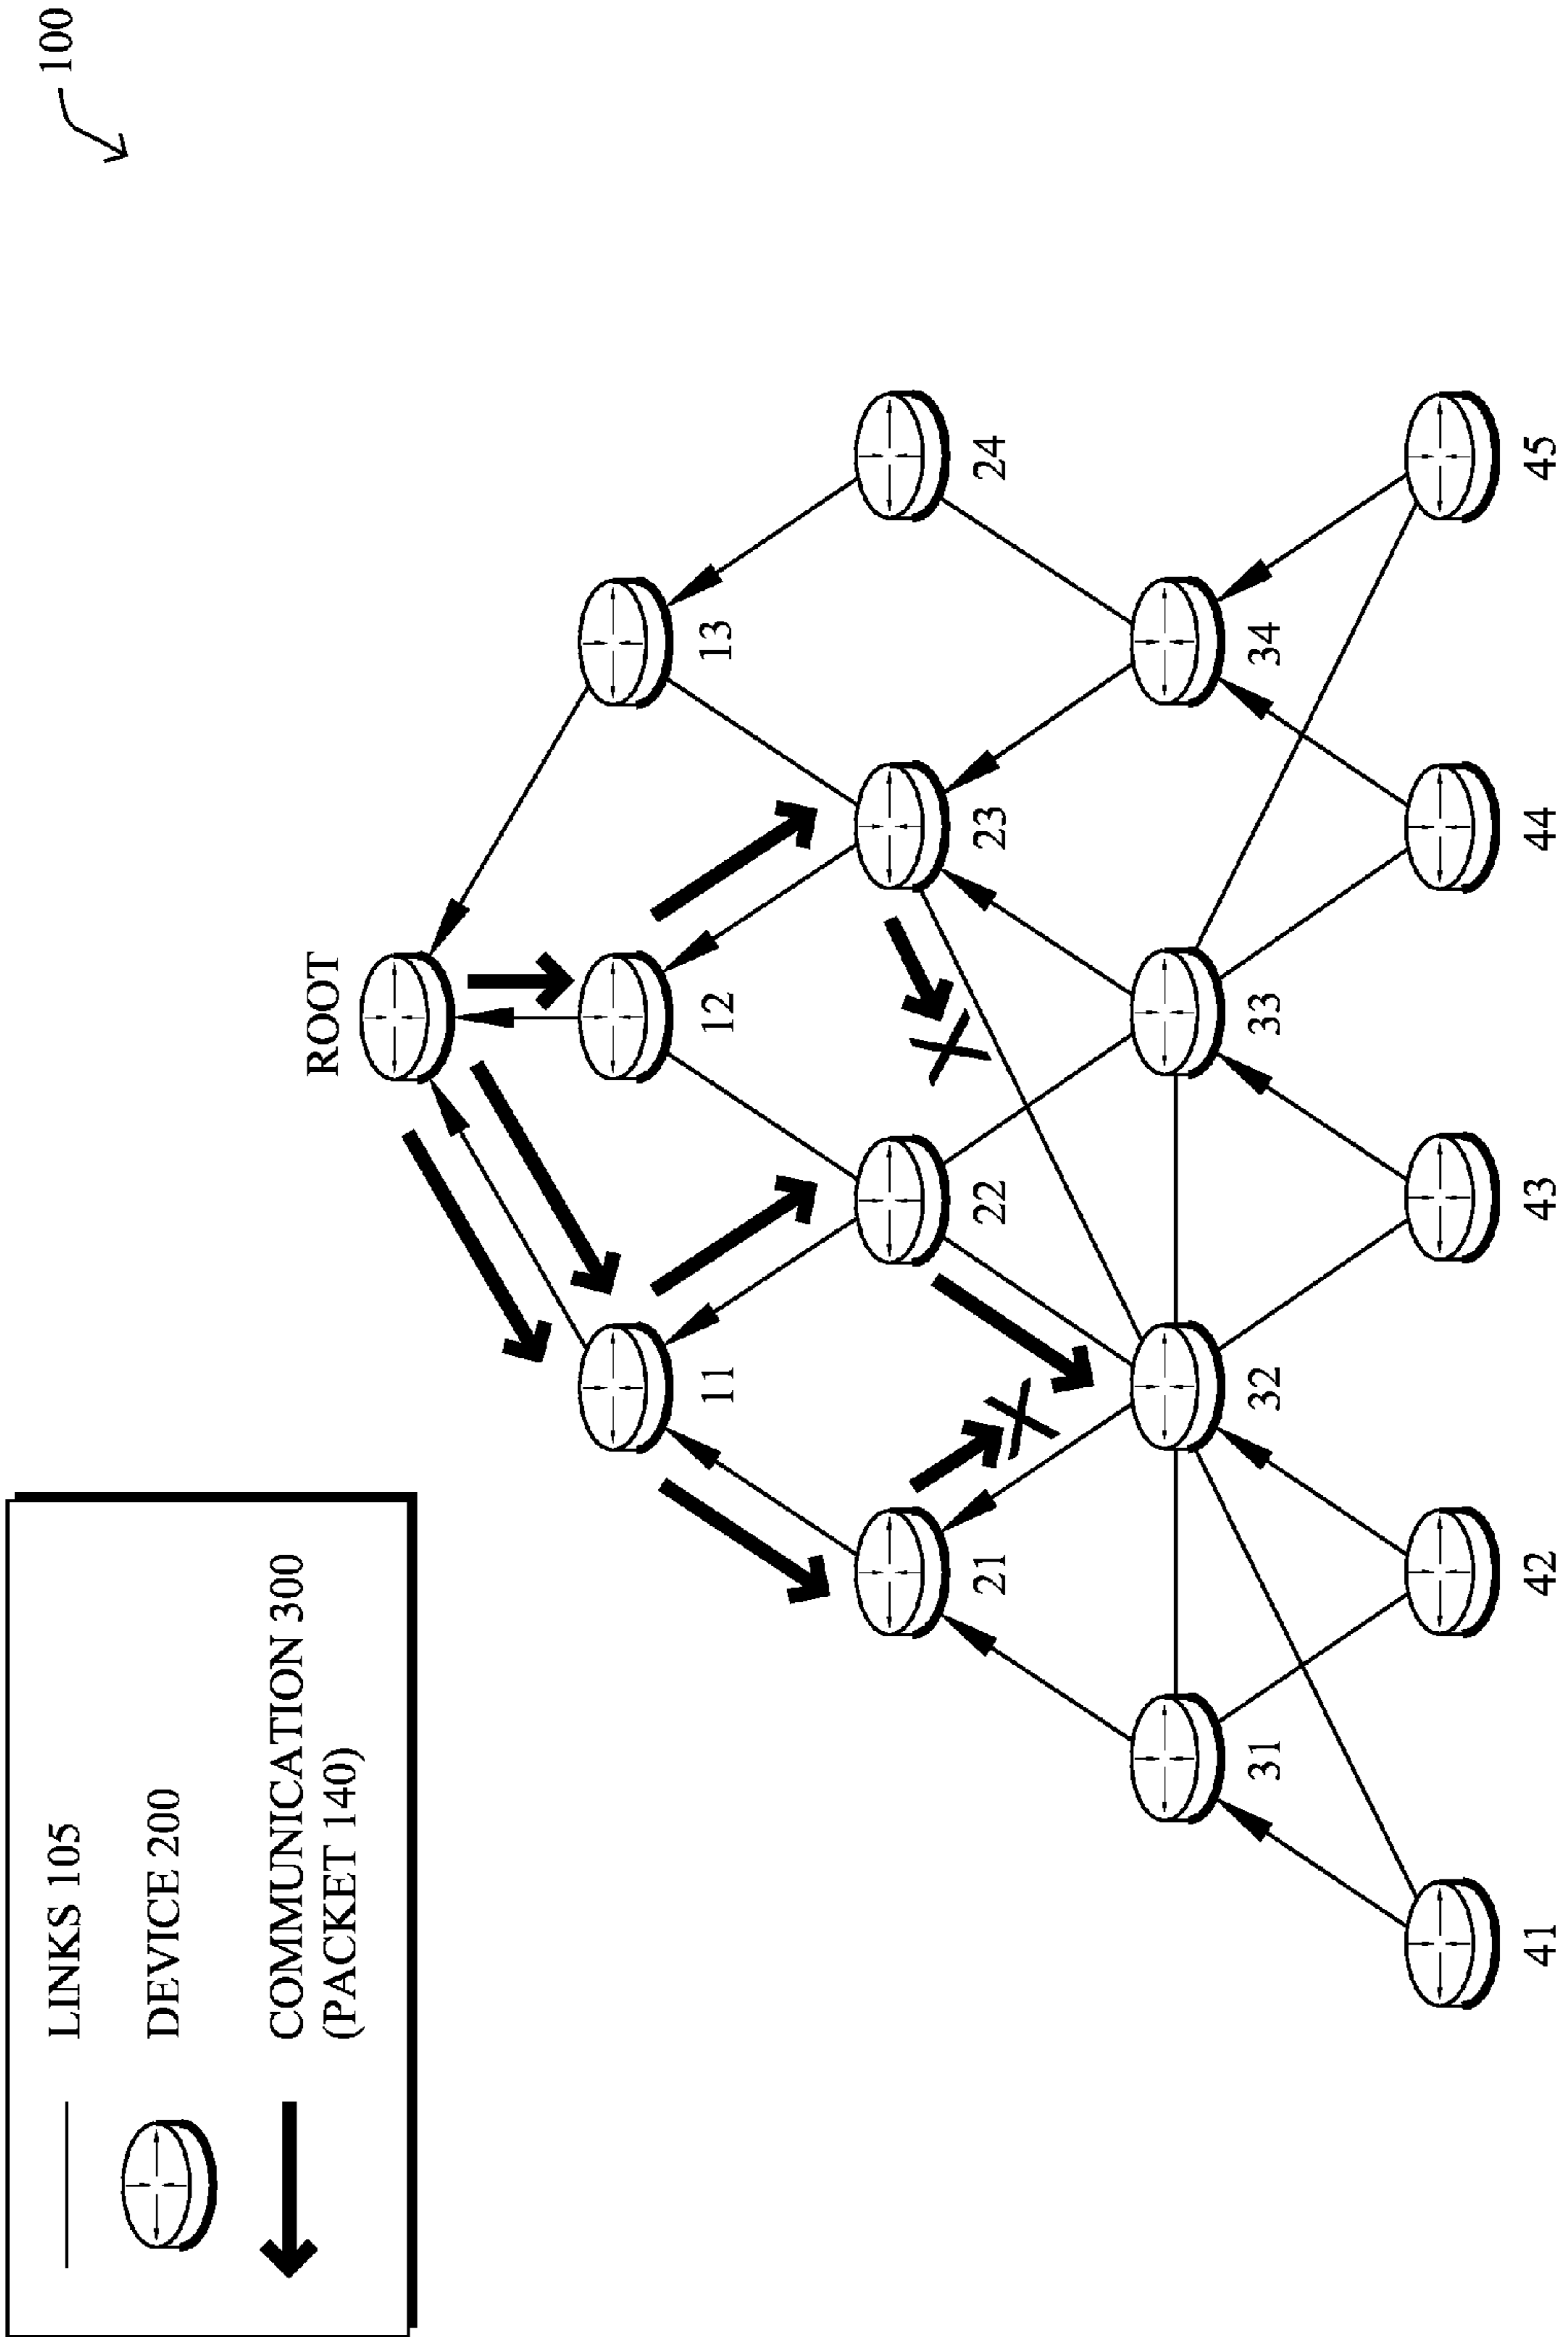 100
LINKS 105
DEVICE 200
COMMUNICATION 300
(PACKET 140)
ROOT
11
12
13
21
22
23
24
X
X
31
32
33
34
41
42
43
44
45